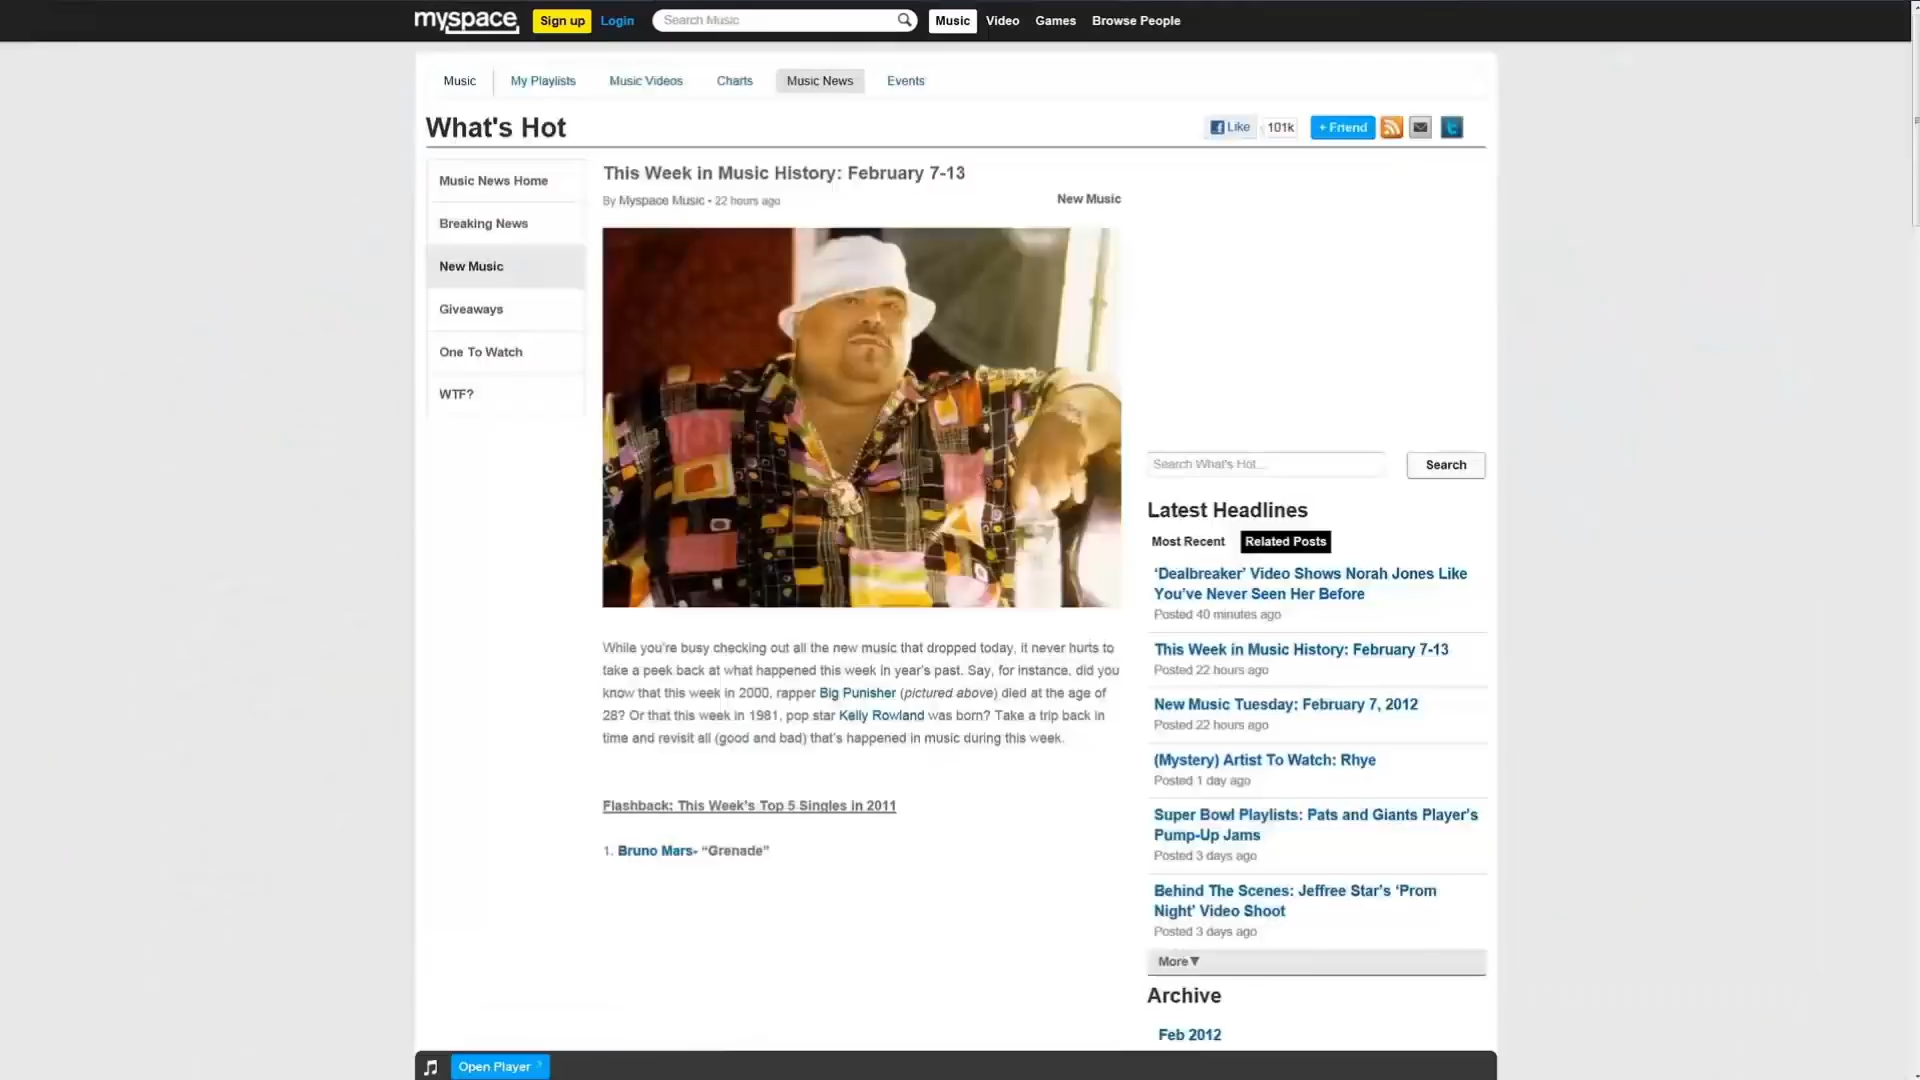 myspace Sign up Login Search Music Music Video Games Browse People
Music My Playlists Music Videos Charts Music News Events
What's Hot
Like 101k + Friend
Music News Home
Breaking News
New Music
Giveaways
One To Watch
WTF?
This Week in Music History: February 7-13
By Myspace Music • 22 hours ago
New Music
While you're busy checking out all the new music that dropped today, it never hurts to
take a peek back at what happened this week in year's past. Say, for instance, did you
know that this week in 2000, rapper Big Punisher (pictured above) died at the age of
28? Or that this week in 1981, pop star Kelly Rowland was born? Take a trip back in
time and revisit all (good and bad) that's happened in music during this week.
Flashback: This Week's Top 5 Singles in 2011
1. Bruno Mars- “Grenade”
Search What's Hot...
Search
Latest Headlines
Most Recent Related Posts
‘Dealbreaker’ Video Shows Norah Jones Like
You've Never Seen Her Before
Posted 40 minutes ago
This Week in Music History: February 7-13
Posted 22 hours ago
New Music Tuesday: February 7, 2012
Posted 22 hours ago
(Mystery) Artist To Watch: Rhye
Posted 1 day ago
Super Bowl Playlists: Pats and Giants Player's
Pump-Up Jams
Posted 3 days ago
Behind The Scenes: Jeffree Star's ‘Prom
Night’ Video Shoot
Posted 3 days ago
More▼
Archive
Feb 2012
Open Player